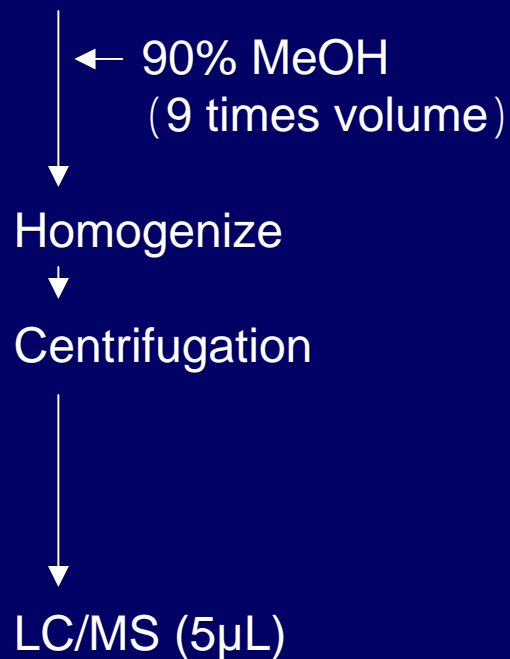 90% MeOH
(9 times volume)
Homogenize
Centrifugation
LC/MS (5μL)